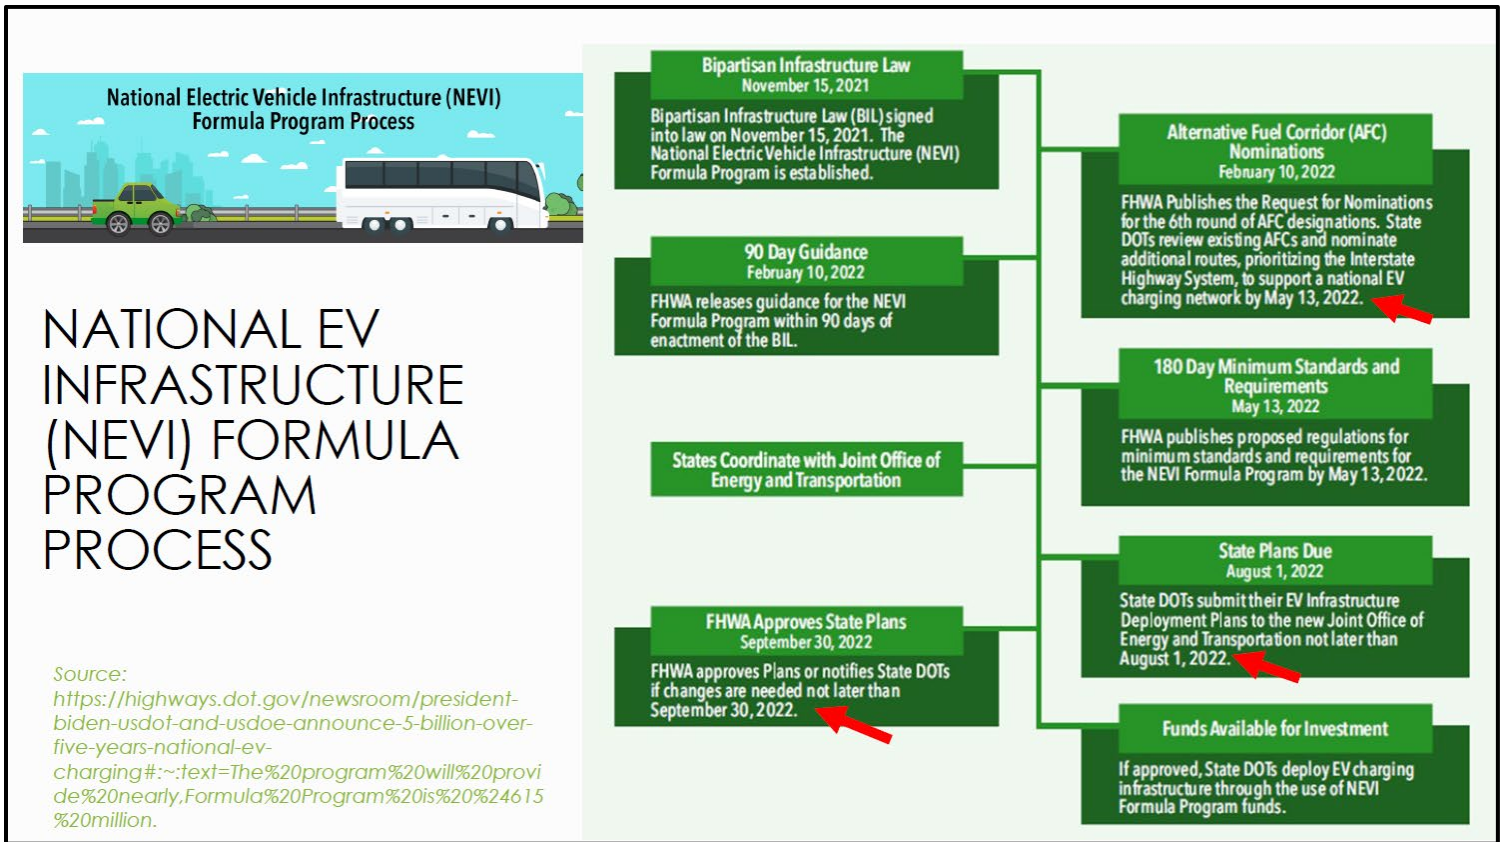 National Electric Vehicle Infrastructure (NEVI)
Formula Program Process
NATIONAL EV
INFRASTRUCTURE
(NEVI) FORMULA
PROGRAM
PROCESS
Source:
https://highways.dot.gov/newsroom/president-
biden-usdot-and-usdoe-announce-5-billion-over-
five-years-national-ev-
charging#:~:text=The%20program%20will%20provi
de%20nearly,Formula%20Program%20is%20%24615
%20million.
Bipartisan Infrastructure Law
November 15, 2021
Bipartisan Infrastructure Law (BIL) signed
into law on November 15, 2021. The
National Electric Vehicle Infrastructure (NEVI)
Formula Program is established.
Alternative Fuel Corridor (AFC)
Nominations
February 10, 2022
FHWA Publishes the Request for Nominations
for the 6th round of AFC designations. State
DOTs review existing AFCs and nominate
additional routes, prioritizing the Interstate
Highway System, to support a national EV
charging network by May 13, 2022.
90 Day Guidance
February 10, 2022
FHWA releases guidance for the NEVI
Formula Program within 90 days of
enactment of the BIL.
180 Day Minimum Standards and
Requirements
May 13, 2022
FHWA publishes proposed regulations for
minimum standards and requirements for
the NEVI Formula Program by May 13, 2022.
States Coordinate with Joint Office of
Energy and Transportation
State Plans Due
August 1, 2022
State DOTs submit their EV Infrastructure
Deployment Plans to the new Joint Office of
Energy and Transportation not later than
August 1, 2022.
FHWA Approves State Plans
September 30, 2022
FHWA approves Plans or notifies State DOTs
if changes are needed not later than
September 30, 2022.
Funds Available for Investment
If approved, State DOTs deploy EV charging
infrastructure through the use of NEVI
Formula Program funds.